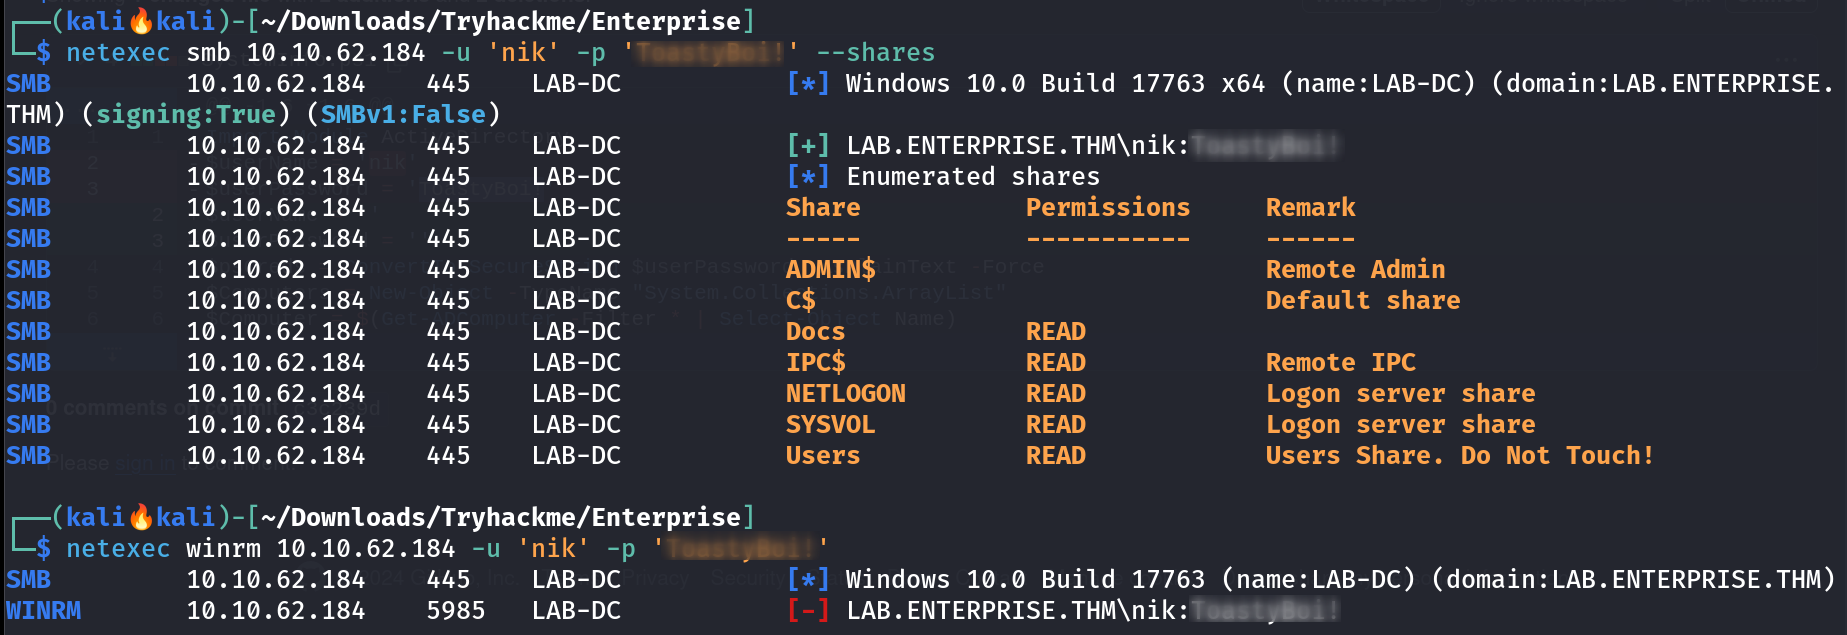 (kali🔥kali)-[~/Downloads/Tryhackme/Enterprise]
$ netexec smb 10.10.62.184 -u 'nik' -p '' --shares
SMB 10.10.62.184 445 LAB-DC [*] Windows 10.0 Build 17763 x64 (name:LAB-DC) (domain:LAB.ENTERPRISE.
THM) (signing:True) (SMBv1:False)
SMB 10.10.62.184 445 LAB-DC [+] LAB.ENTERPRISE.THM\nik:
SMB 10.10.62.184 445 LAB-DC [*] Enumerated shares
SMB 10.10.62.184 445 LAB-DC Share Permissions Remark
SMB 10.10.62.184 445 LAB-DC ----- ----------- ------
SMB 10.10.62.184 445 LAB-DC ADMIN$ Remote Admin
SMB 10.10.62.184 445 LAB-DC C$ Default share
SMB 10.10.62.184 445 LAB-DC Docs READ
SMB 10.10.62.184 445 LAB-DC IPC$ READ Remote IPC
SMB 10.10.62.184 445 LAB-DC NETLOGON READ Logon server share
SMB 10.10.62.184 445 LAB-DC SYSVOL READ Logon server share
SMB 10.10.62.184 445 LAB-DC Users READ Users Share. Do Not Touch!
(kali🔥kali)-[~/Downloads/Tryhackme/Enterprise]
$ netexec winrm 10.10.62.184 -u 'nik' -p ''
SMB 10.10.62.184 445 LAB-DC [*] Windows 10.0 Build 17763 (name:LAB-DC) (domain:LAB.ENTERPRISE.THM)
WINRM 10.10.62.184 5985 LAB-DC [-] LAB.ENTERPRISE.THM\nik: